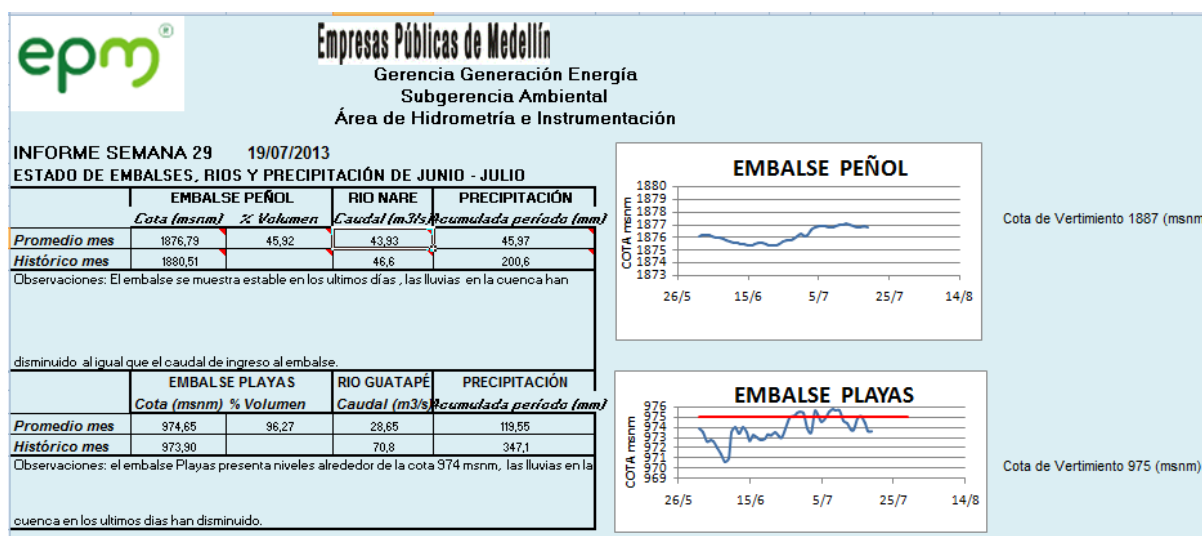 epm®
Empresas Públicas de Medellín
Gerencia Generación Energía
Subgerencia Ambiental
Área de Hidrometría e Instrumentación
INFORME SEMANA 29 19/07/2013
ESTADO DE EMBALSES, RIOS Y PRECIPITACIÓN DE JUNIO - JULIO
EMBALSE PEÑOL RIO NARE PRECIPITACIÓN
Cota (msnm) % Volumen Caudal (m3/s) Acumulada período (mm)
Promedio mes 1876,79 45,92 43,93 45,97
Histórico mes 1880,51 46,6 200,6
Observaciones: El embalse se muestra estable en los ultimos días , las lluvias en la cuenca han
disminuido al igual que el caudal de ingreso al embalse.
EMBALSE PEÑOL
COTA msnm
1880
1879
1878
1877
1876
1875
1874
1873
26/5 15/6 5/7 25/7 14/8
Cota de Vertimiento 1887 (msnm
EMBALSE PLAYAS RIO GUATAPÉ PRECIPITACIÓN
Cota (msnm) % Volumen Caudal (m3/s) Acumulada período (mm)
Promedio mes 974,65 96,27 28,65 119,55
Histórico mes 973,90 70,8 347,1
Observaciones: el embalse Playas presenta niveles alrededor de la cota 974 msnm, las lluvias en la
cuenca en los ultimos dias han disminuido.
EMBALSE PLAYAS
COTA msnm
976
975
974
973
972
971
970
969
26/5 15/6 5/7 25/7 14/8
Cota de Vertimiento 975 (msnm)